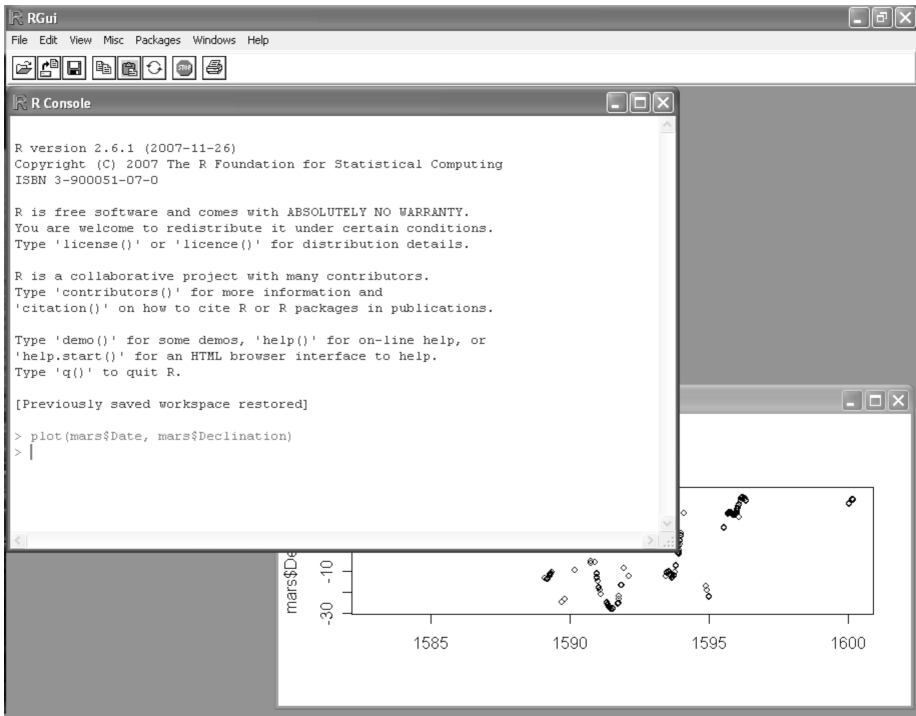 RGui
File Edit View Misc Packages Windows Help
STOP
R Console
R version 2.6.1 (2007-11-26)
Copyright (C) 2007 The R Foundation for Statistical Computing
ISBN 3-900051-07-0
R is free software and comes with ABSOLUTELY NO WARRANTY.
You are welcome to redistribute it under certain conditions.
Type 'license()' or 'licence()' for distribution details.
R is a collaborative project with many contributors.
Type 'contributors()' for more information and
'citation()' on how to cite R or R packages in publications.
Type 'demo()' for some demos, 'help()' for on-line help, or
'help.start()' for an HTML browser interface to help.
Type 'q()' to quit R.
[Previously saved workspace restored]
> plot(mars$Date, mars$Declination)
>
mars$De
-10
-30
1585 1590 1595 1600